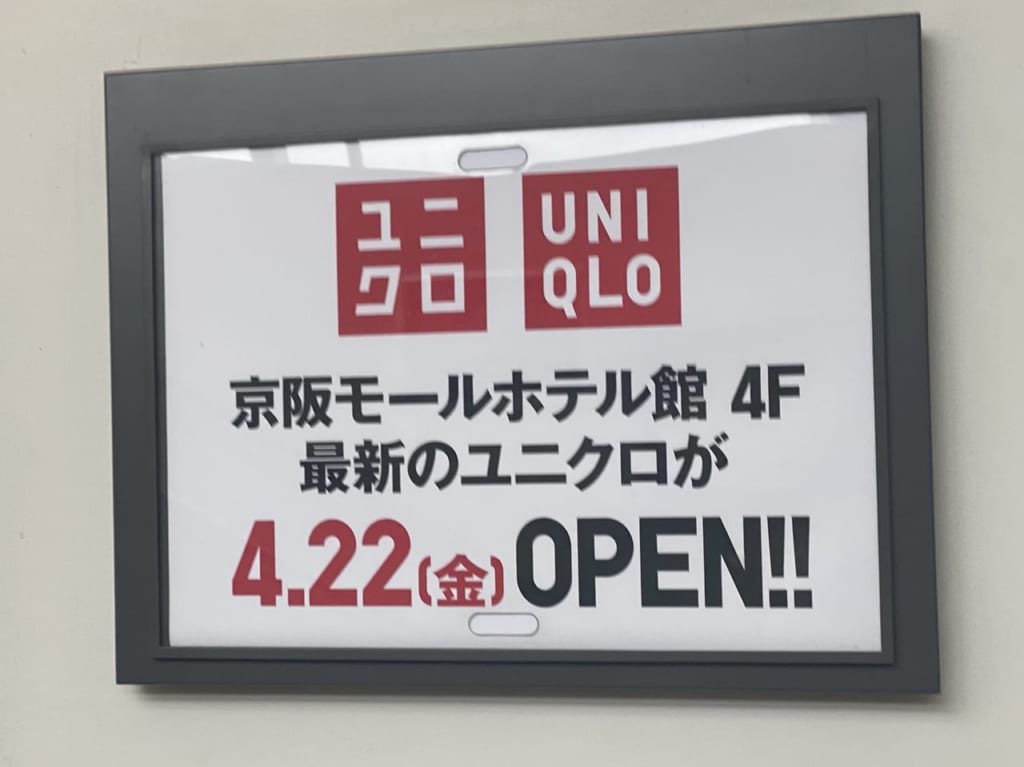 ユニ
クロ
UNI
QLO
京阪モールホテル館 4F
最新のユニクロが
4.22(金)OPEN!!